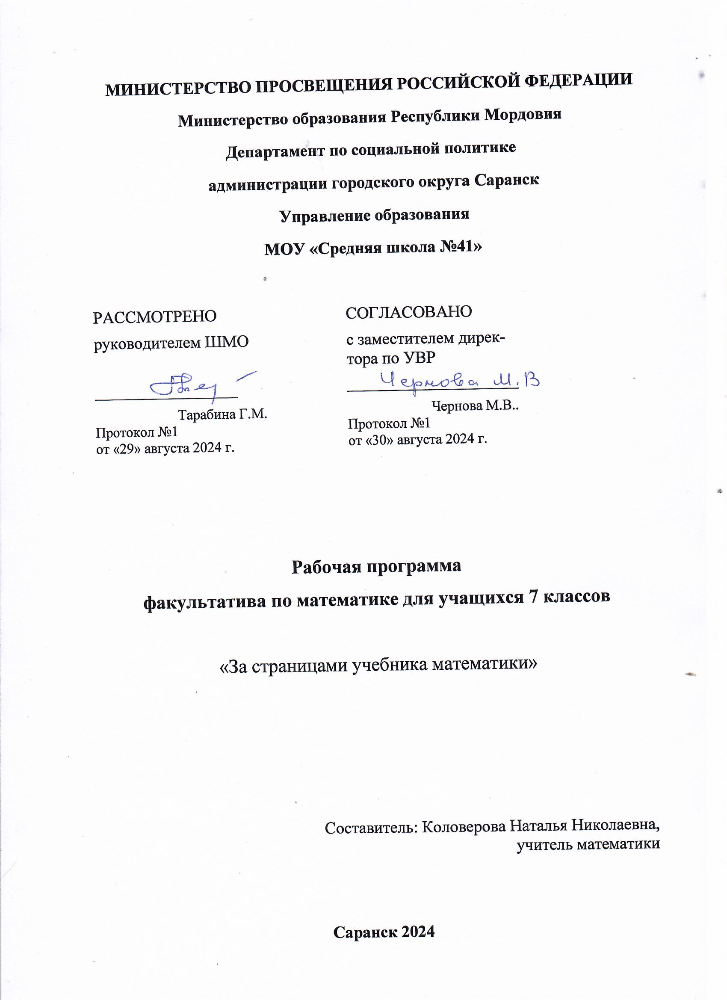 МИНИСТЕРСТВО ПРОСВЕЩЕНИЯ РОССИЙСКОЙ ФЕДЕРАЦИИ
Министерство образования Республики Мордовия
Департамент по социальной политике
администрации городского округа Саранск
Управление образования
МОУ «Средняя школа №41»
РАССМОТРЕНО
руководителем ШМО
Тарабина Г.М.
Протокол №1
от «29» августа 2024 г.
СОГЛАСОВАНО
с заместителем дирек-
тора по УВР
Чернова М.В
Чернова М.В..
Протокол №1
от «30» августа 2024 г.
Рабочая программа
факультатива по математике для учащихся 7 классов
«За страницами учебника математики»
Составитель: Коловерова Наталья Николаевна,
учитель математики
Саранск 2024